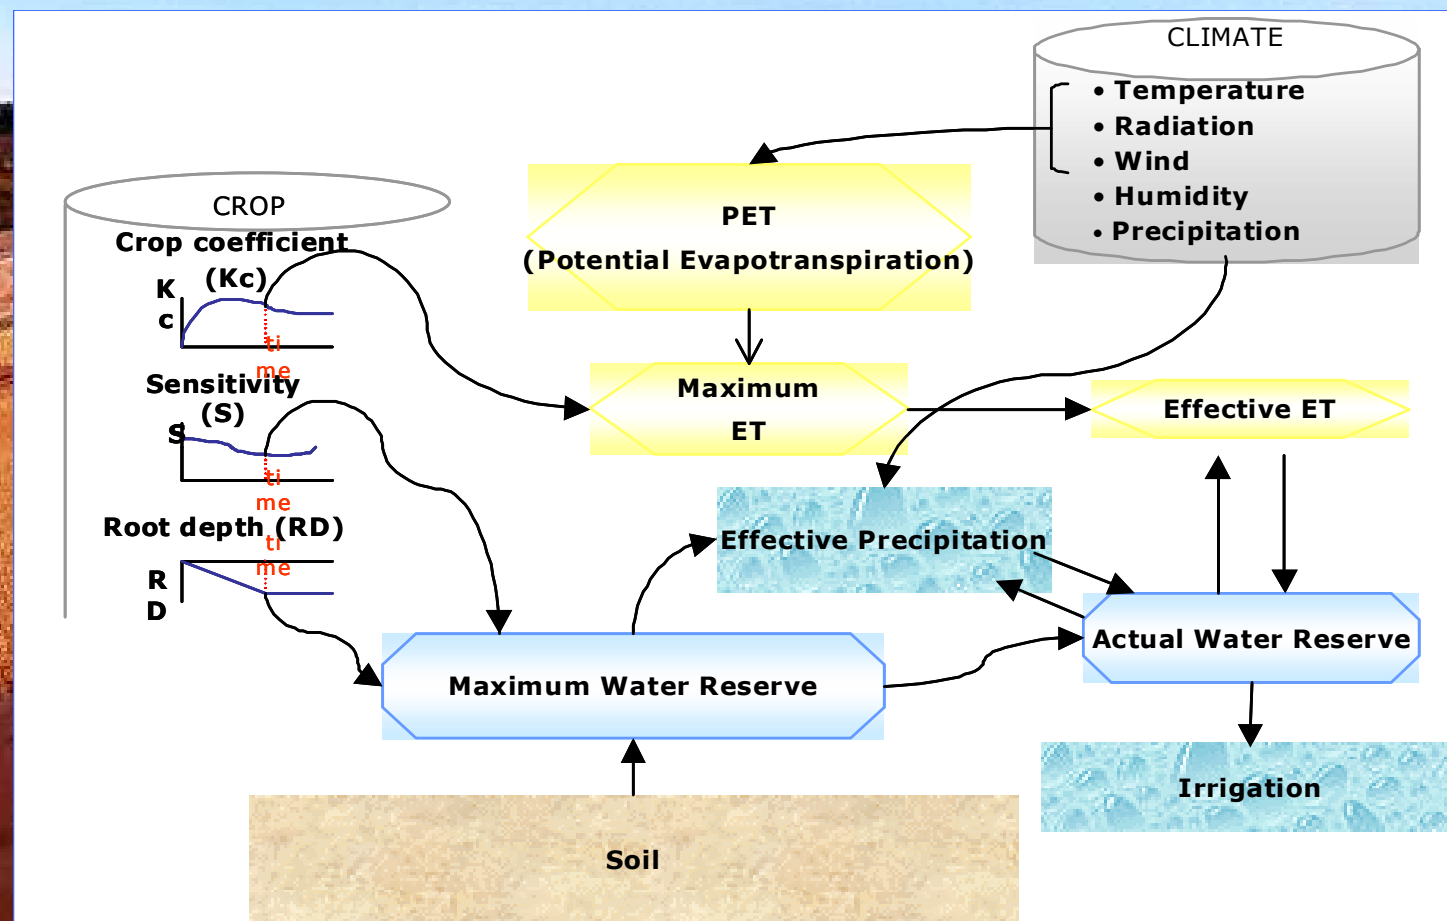 CLIMATE
• Temperature
• Radiation
• Wind
• Humidity
• Precipitation
CROP
Crop coefficient
(Kc)
K
c
ti
me
Sensitivity
(S)
S
ti
me
Root depth (RD)
ti
me
R
D
PET
(Potential Evapotranspiration)
Maximum
ET
Effective ET
Effective Precipitation
Actual Water Reserve
Maximum Water Reserve
Irrigation
Soil